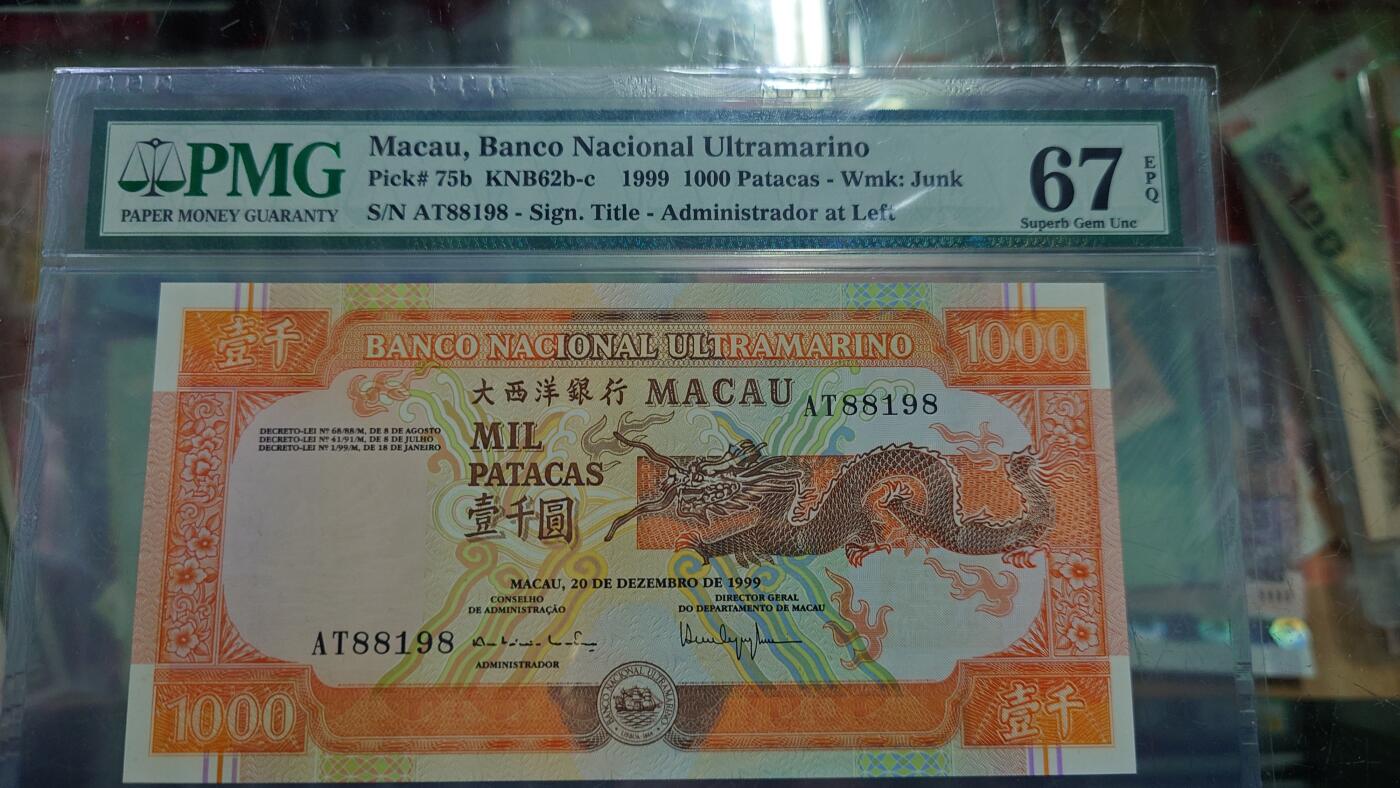 PMG
PAPER MONEY GUARANTY
Macau, Banco Nacional Ultramarino
Pick# 75b KNB62b-c 1999 1000 Patacas - Wmk: Junk
S/N AT88198 - Sign. Title - Administrador at Left
67
EPQ
Superb Gem Unc
壹千
BANCO NACIONAL ULTRAMARINO
1000
大西洋銀行 MACAU
AT88198
DECRETO-LEI Nº 68/88/M, DE 8 DE AGOSTO
DECRETO-LEI Nº 41/91/M, DE 8 DE JULHO
DECRETO-LEI Nº 1/99/M, DE 18 DE JANEIRO
MIL
PATACAS
壹千圓
MACAU, 20 DE DEZEMBRO DE 1999
CONSELHO
DE ADMINISTRAÇÃO
DIRECTOR GERAL
DO DEPARTAMENTO DE MACAU
AT88198
ADMINISTRADOR
BANCO NACIONAL ULTRAMARINO
1000
壹千
100